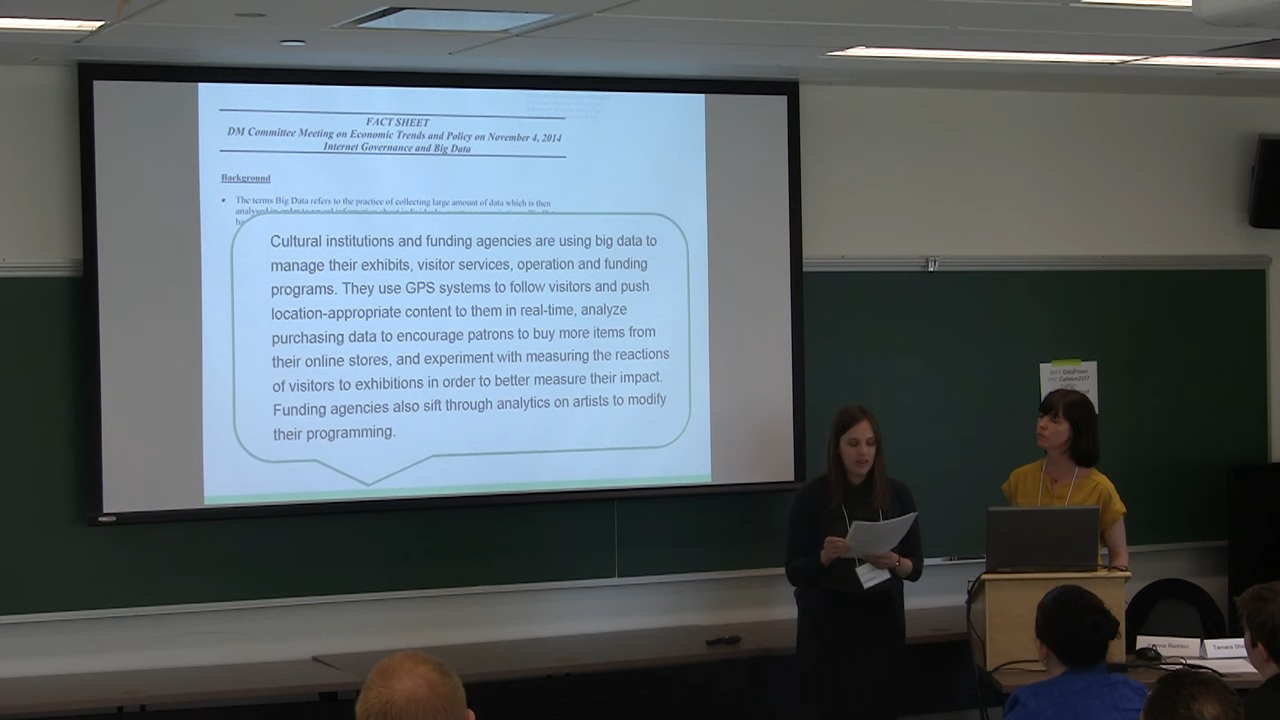 FACT SHEET
DM Committee Meeting on Economic Trends and Policy on November 4, 2014
Internet Governance and Big Data
Background
• The terms Big Data refers to the practice of collecting large amount of data which is then
Cultural institutions and funding agencies are using big data to
manage their exhibits, visitor services, operation and funding
programs. They use GPS systems to follow visitors and push
location-appropriate content to them in real-time, analyze
purchasing data to encourage patrons to buy more items from
their online stores, and experiment with measuring the reactions
of visitors to exhibitions in order to better measure their impact.
Funding agencies also sift through analytics on artists to modify
their programming.
DataPower
Carleton2017
Tamara